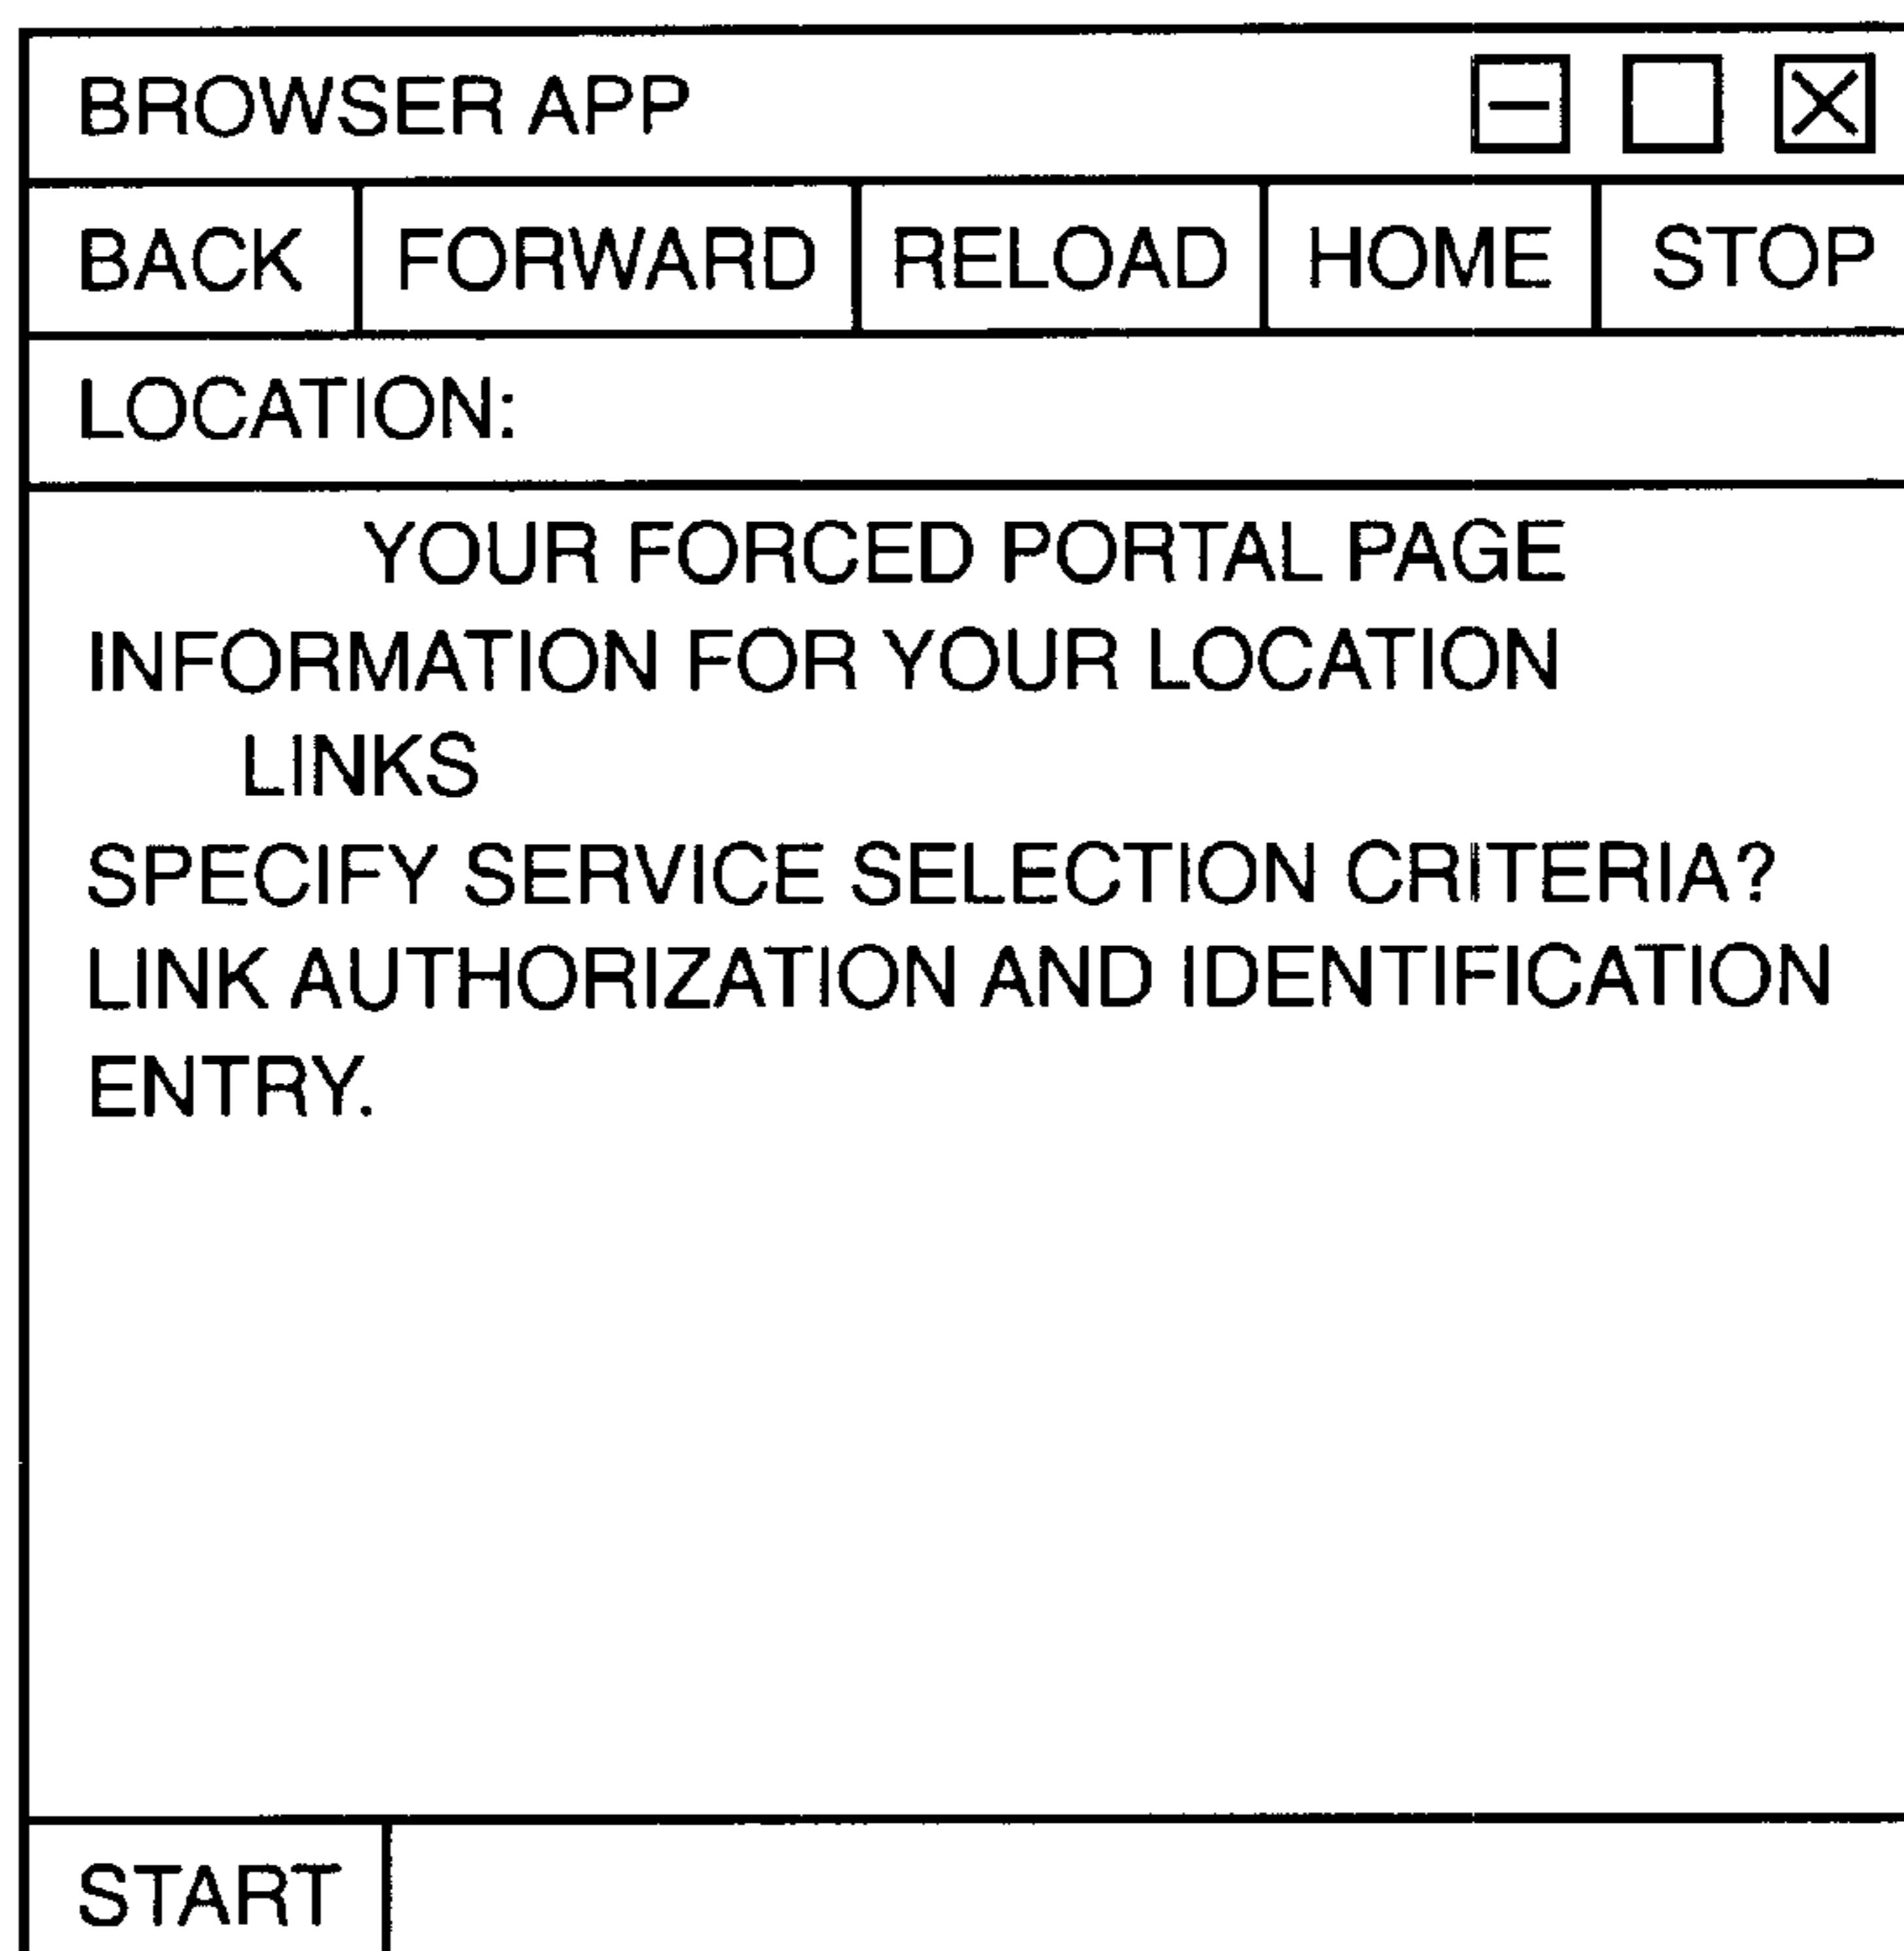 BROWSER APP
BACK FORWARD RELOAD HOME STOP
LOCATION:
YOUR FORCED PORTAL PAGE
INFORMATION FOR YOUR LOCATION
LINKS
SPECIFY SERVICE SELECTION CRITERIA?
LINK AUTHORIZATION AND IDENTIFICATION
ENTRY.
START